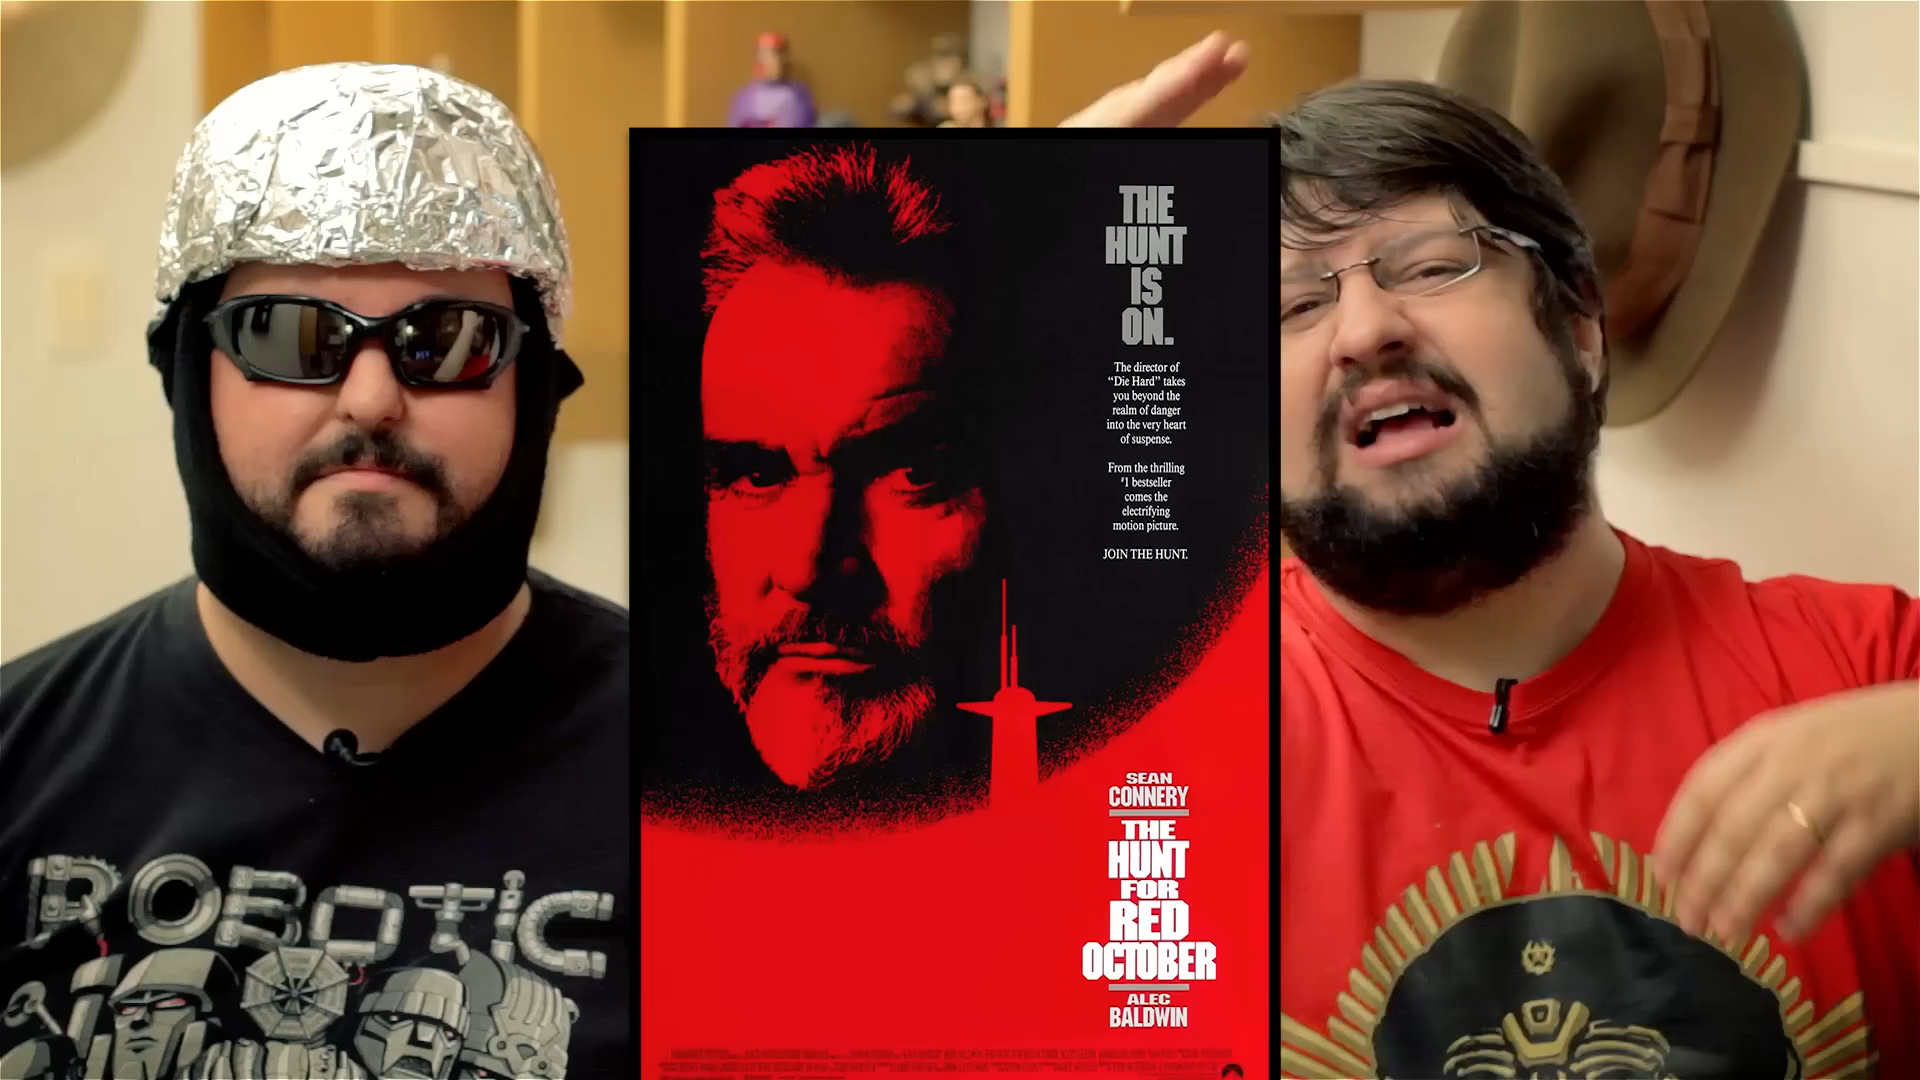 THE
HUNT
IS
ON.
The director of
“Die Hard” takes
you beyond the
realm of danger
into the very heart
of suspense.
From the thrilling
#1 bestseller
comes the
electrifying
motion picture.
JOIN THE HUNT.
SEAN
CONNERY
THE
HUNT
FOR
RED
OCTOBER
ALEC
BALDWIN
ROBOTIC